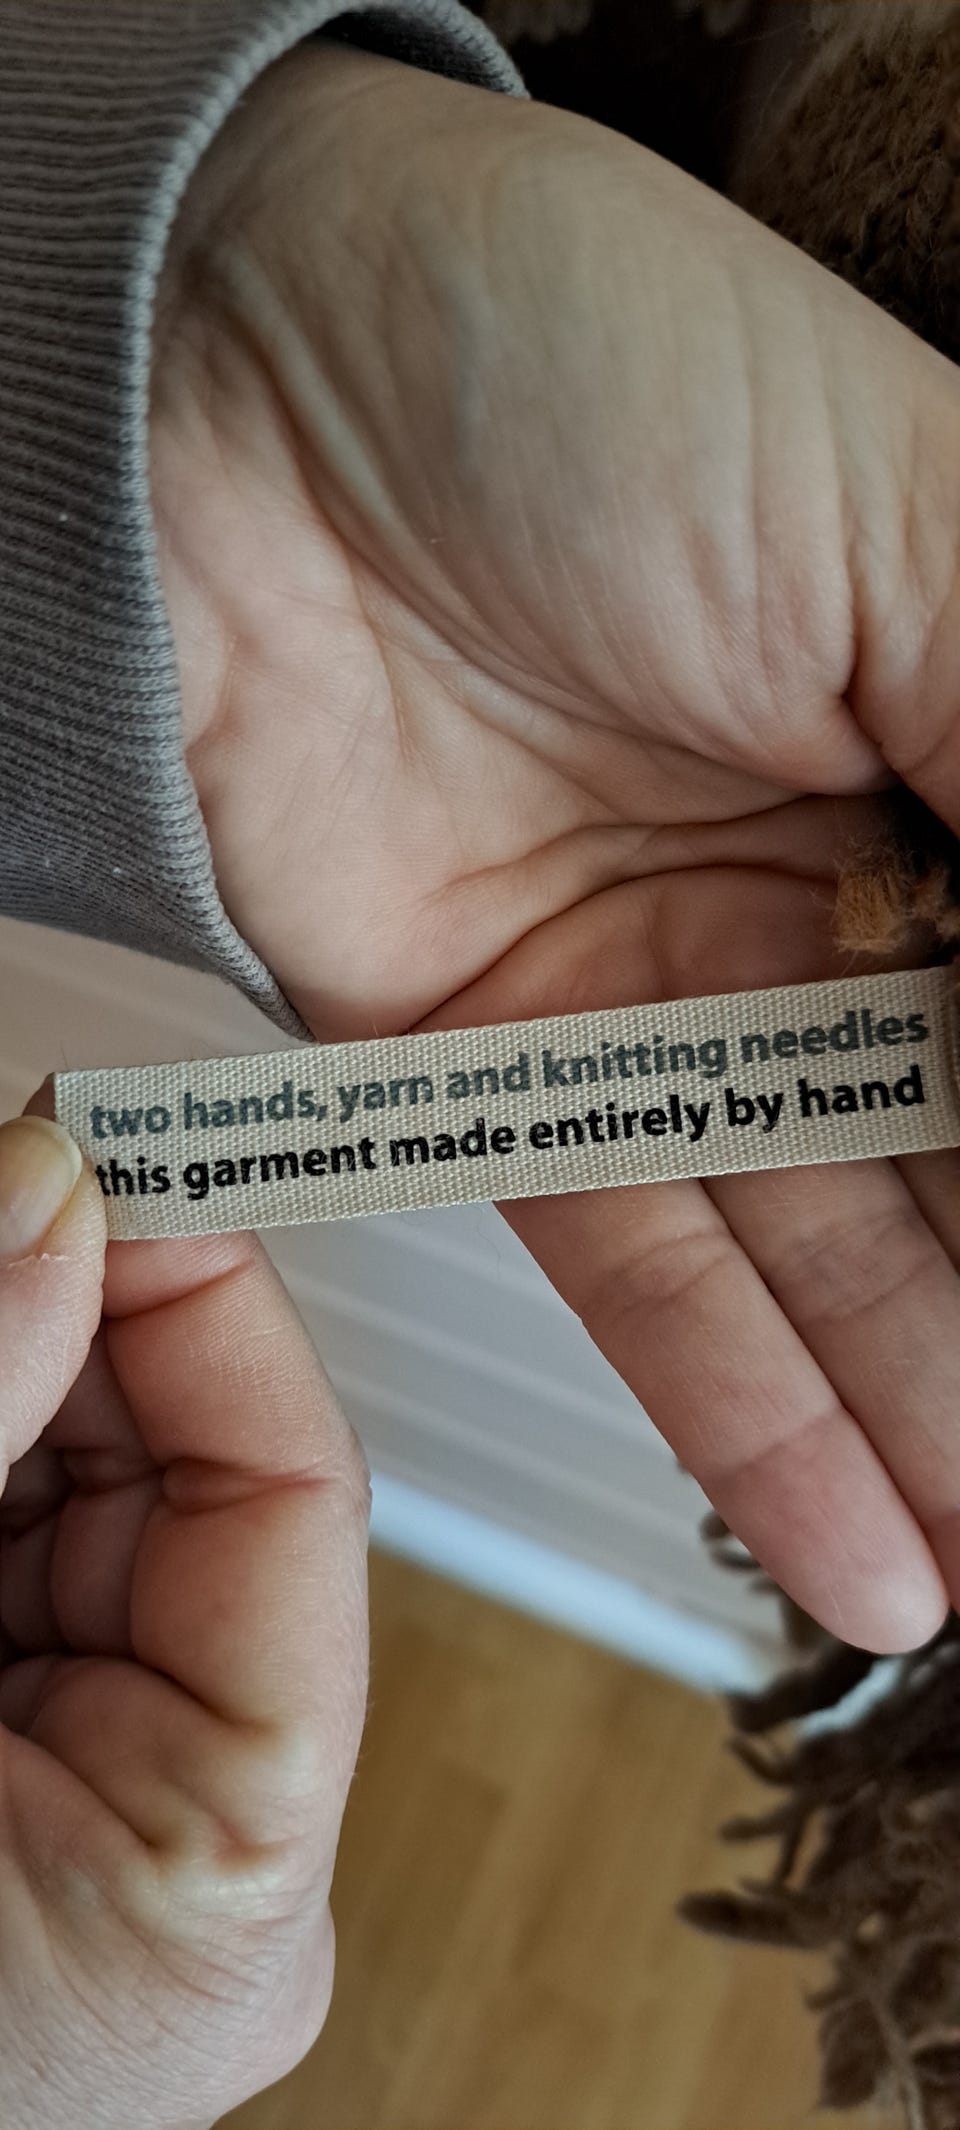 two hands, yarn and knitting needles
this garment made entirely by hand